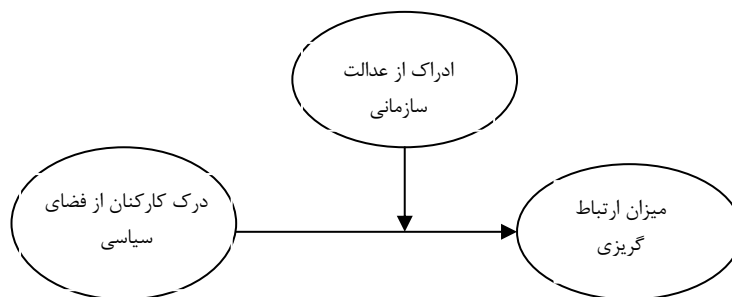 ادراک از عدالت
سازمانی
درک کارکنان از فضای
سیاسی
میزان ارتباط
گریزی